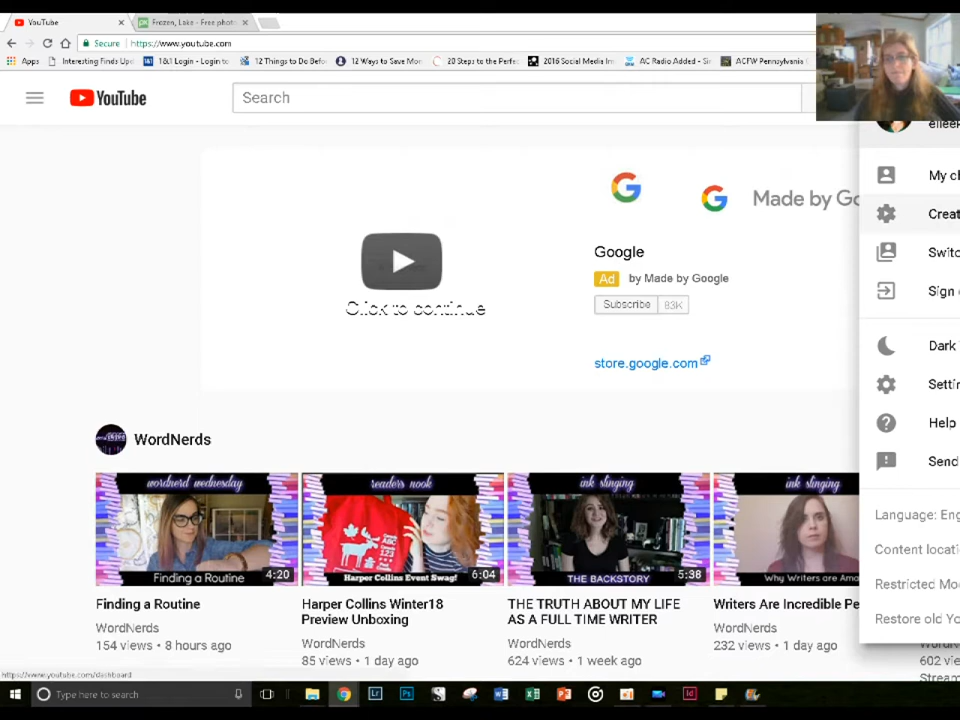 YouTube
Frozen, Lake - Free photo
Secure
https://www.youtube.com
Apps
Interesting Finds Upd
1&1 Login - Login to
12 Things to Do Befo
12 Ways to Save Mon
20 Steps to the Perfec
2016 Social Media Im
AC Radio Added - Sir
ACFW Pennsylvania
YouTube
Search
eileek
My ch
Creat
Switc
Sign
Dark
Settin
Help
Send
Language: Eng
Content locati
Restricted Mo
Restore old Yo
Made by Go
Google
Ad by Made by Google
Subscribe 83K
store.google.com
Click to continue
WordNerds
wordnerd wednesday
Finding a Routine
4:20
readers nook
Harper Collins Event Swag!
6:04
ink slinging
THE BACKSTORY
5:38
ink slinging
Why Writers are Ama
Finding a Routine
WordNerds
154 views • 8 hours ago
Harper Collins Winter18
Preview Unboxing
WordNerds
85 views • 1 day ago
THE TRUTH ABOUT MY LIFE
AS A FULL TIME WRITER
WordNerds
624 views • 1 week ago
Writers Are Incredible Pe
WordNerds
232 views • 1 day ago
602 vie
Stream
https://www.youtube.com/dashboard
Type here to search